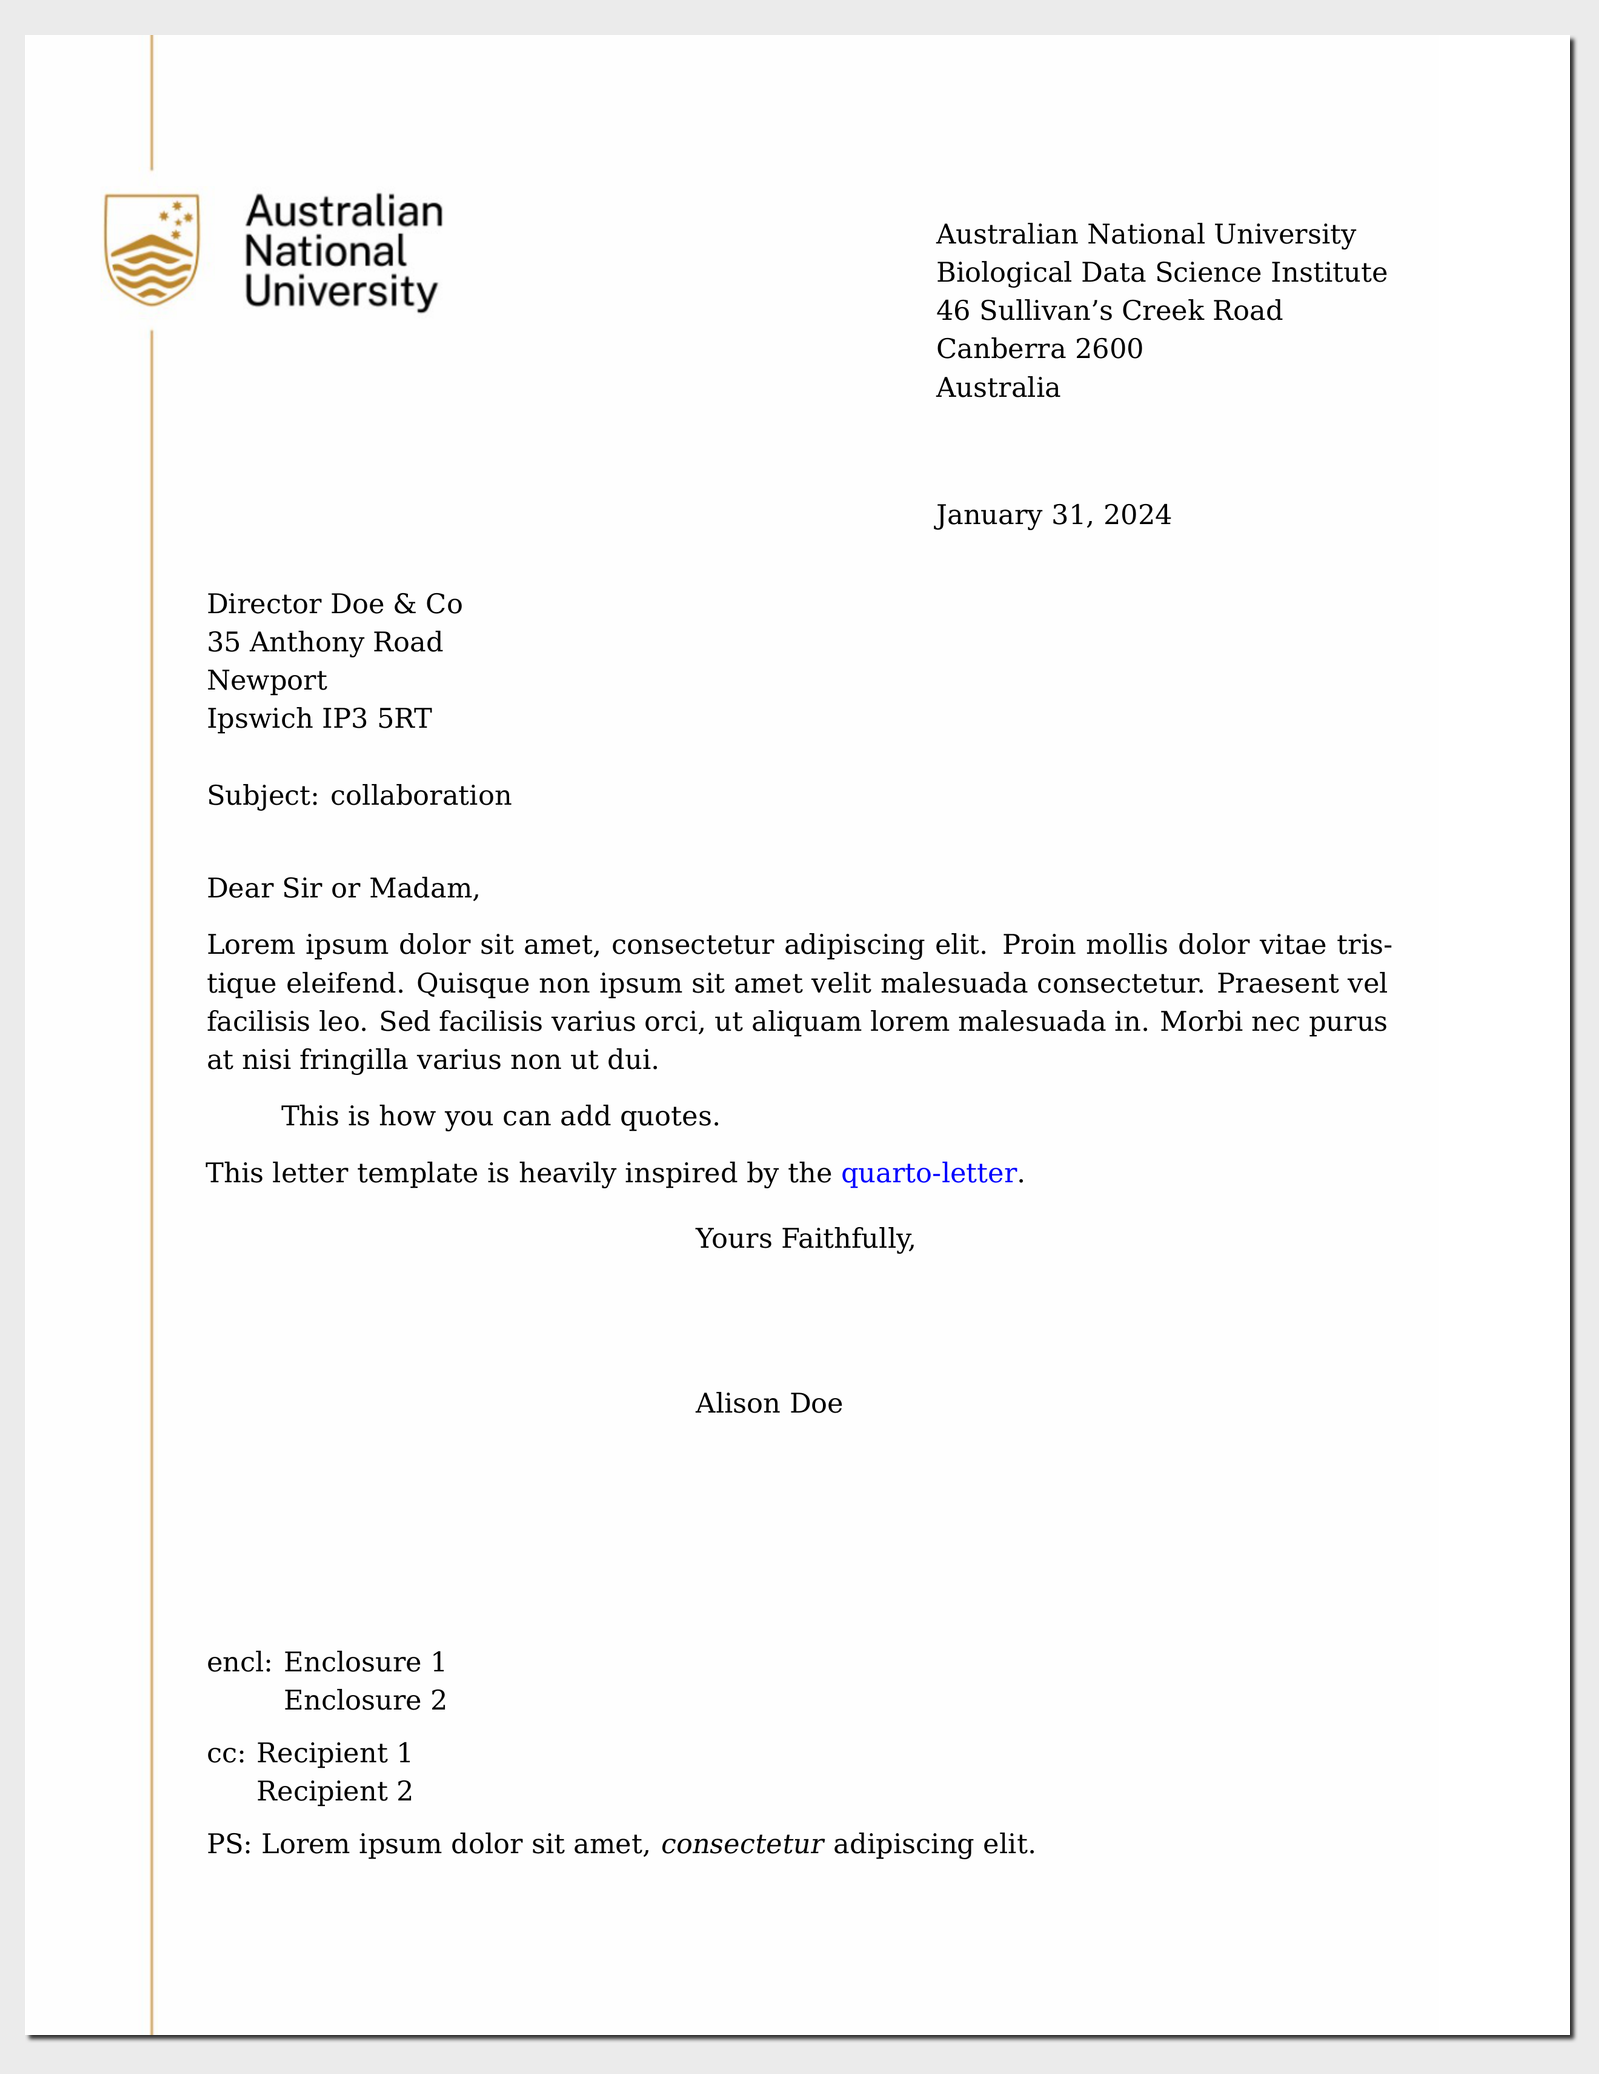 Australian
National
University
Australian National University
Biological Data Science Institute
46 Sullivan’s Creek Road
Canberra 2600
Australia
January 31, 2024
Director Doe & Co
35 Anthony Road
Newport
Ipswich IP3 5RT
Subject: collaboration
Dear Sir or Madam,
Lorem ipsum dolor sit amet, consectetur adipiscing elit. Proin mollis dolor vitae tris-
tique eleifend. Quisque non ipsum sit amet velit malesuada consectetur. Praesent vel
facilisis leo. Sed facilisis varius orci, ut aliquam lorem malesuada in. Morbi nec purus
at nisi fringilla varius non ut dui.
This is how you can add quotes.
This letter template is heavily inspired by the quarto-letter.
Yours Faithfully,
Alison Doe
encl: Enclosure 1
Enclosure 2
cc: Recipient 1
Recipient 2
PS: Lorem ipsum dolor sit amet, consectetur adipiscing elit.